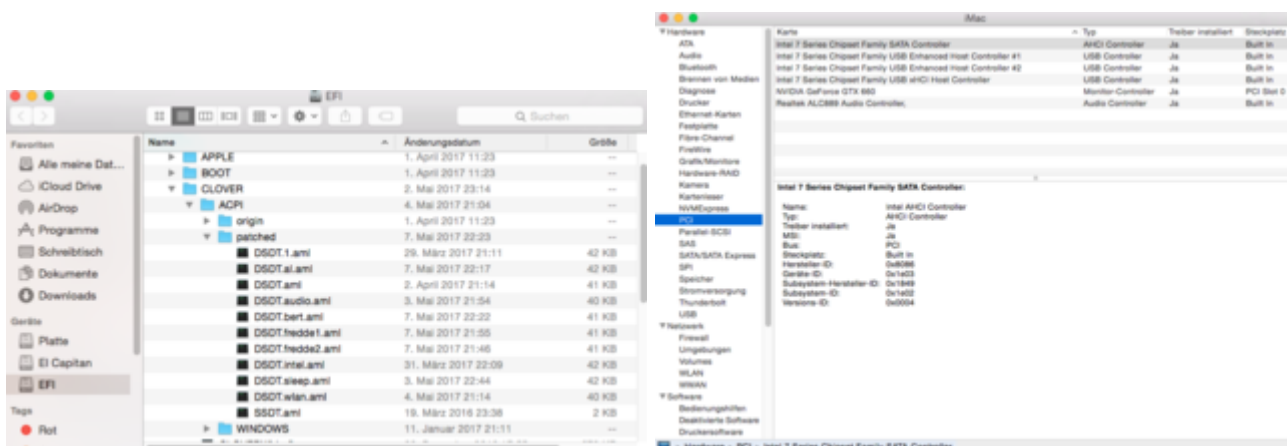 EFI
Suchen
Favoriten
Alle meine Dat...
iCloud Drive
AirDrop
Programme
Schreibtisch
Dokumente
Downloads
Geräte
Platte
El Capitan
EFI
Tags
Rot
Name Änderungsdatum Größe
APPLE 1. April 2017 11:23 --
BOOT 1. April 2017 11:23 --
CLOVER 2. Mai 2017 23:14 --
ACPI 4. Mai 2017 21:04 --
origin 1. April 2017 11:23 --
patched 7. Mai 2017 22:23 --
DSDT.1.aml 29. März 2017 21:11 42 KB
DSDT.al.aml 7. Mai 2017 22:17 42 KB
DSDT.aml 2. April 2017 21:14 41 KB
DSDT.audio.aml 3. Mai 2017 21:54 40 KB
DSDT.bert.aml 7. Mai 2017 22:22 41 KB
DSDT.fredde1.aml 7. Mai 2017 21:55 41 KB
DSDT.fredde2.aml 7. Mai 2017 21:46 41 KB
DSDT.intel.aml 31. März 2017 22:09 42 KB
DSDT.sleep.aml 3. Mai 2017 22:44 42 KB
DSDT.wlan.aml 4. Mai 2017 21:14 40 KB
SSDT.aml 19. März 2016 23:38 2 KB
WINDOWS 11. Januar 2017 21:11 --
iMac
Hardware
ATA
Audio
Bluetooth
Brennen von Medien
Diagnose
Drucker
Ethernet-Karten
Festplatte
Fibre-Channel
FireWire
Grafik/Monitore
Hardware-RAID
Kamera
Kartenleser
NVMExpress
PCI
Parallel-SCSI
SAS
SATA/SATA Express
SPI
Speicher
Stromversorgung
Thunderbolt
USB
Netzwerk
Firewall
Umgebungen
Volumes
WLAN
WWAN
Software
Bedienungshilfen
Deaktivierte Software
Druckersoftware
Karte Typ Treiber installiert Steckplatz
Intel 7 Series Chipset Family SATA Controller AHCI Controller Ja Built In
Intel 7 Series Chipset Family USB Enhanced Host Controller #1 USB Controller Ja Built In
Intel 7 Series Chipset Family USB Enhanced Host Controller #2 USB Controller Ja Built In
Intel 7 Series Chipset Family USB xHCI Host Controller USB Controller Ja Built In
NVIDIA GeForce GTX 660 Monitor-Controller Ja PCI Slot 0
Realtek ALC889 Audio Controller, Audio Controller Ja Built In
Intel 7 Series Chipset Family SATA Controller:
Name: Intel AHCI Controller
Typ: AHCI Controller
Treiber installiert: Ja
MSI: Ja
Bus: PCI
Steckplatz: Built In
Hersteller-ID: 0x8086
Geräte-ID: 0x1e03
Subsystem-Hersteller-ID: 0x1849
Subsystem-ID: 0x1e02
Versions-ID: 0x0004
Hardware PCI Intel 7 Series Chipset Family SATA Controller